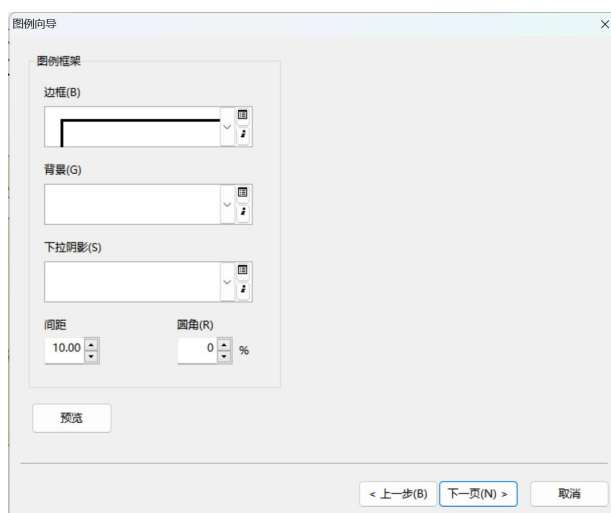 图例向导
图例框架
边框(B)
背景(G)
下拉阴影(S)
间距 圆角(R)
10.00 0 %
预览
< 上一步(B) 下一页(N) > 取消